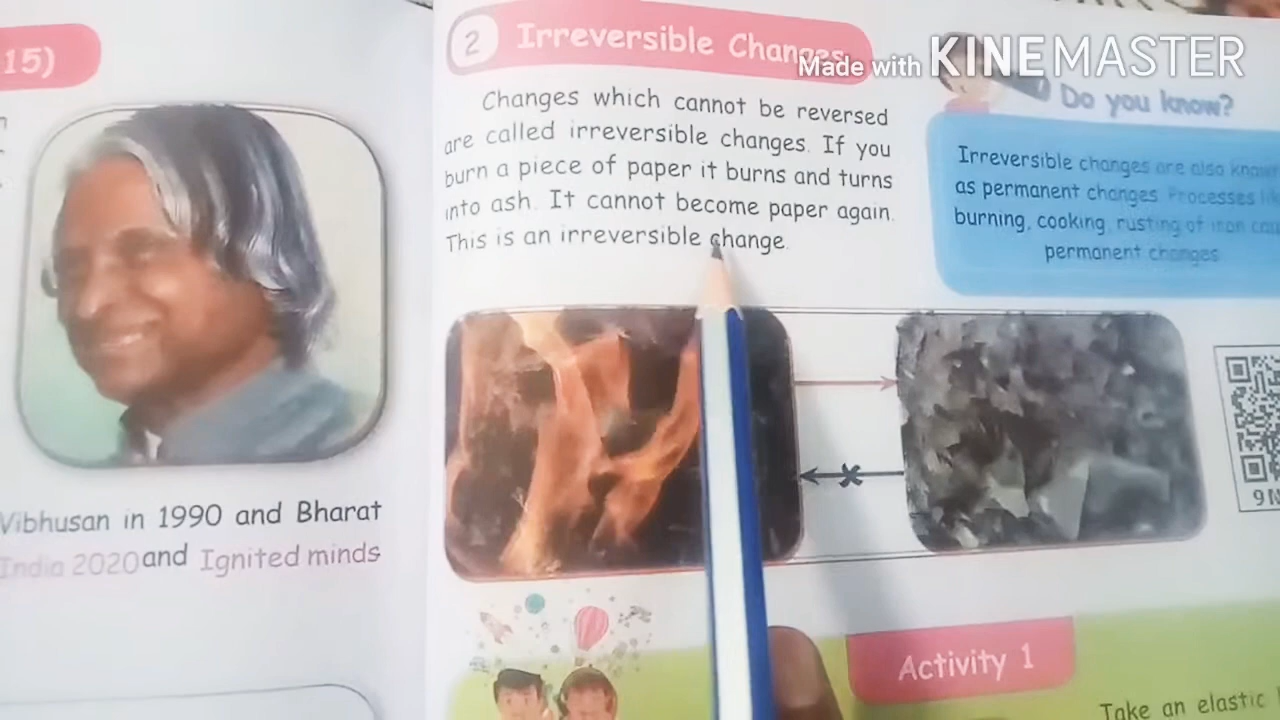 15)
Vibhusan in 1990 and Bharat
India 2020 and Ignited minds
2 Irreversible Changes
Changes which cannot be reversed
are called irreversible changes. If you
burn a piece of paper it burns and turns
into ash. It cannot become paper again.
This is an irreversible change.
Made with KINEMASTER
Do you know?
Irreversible changes are also known
as permanent changes. Processes
burning, cooking, rusting of iron
permanent changes
Activity 1
Take an elastic